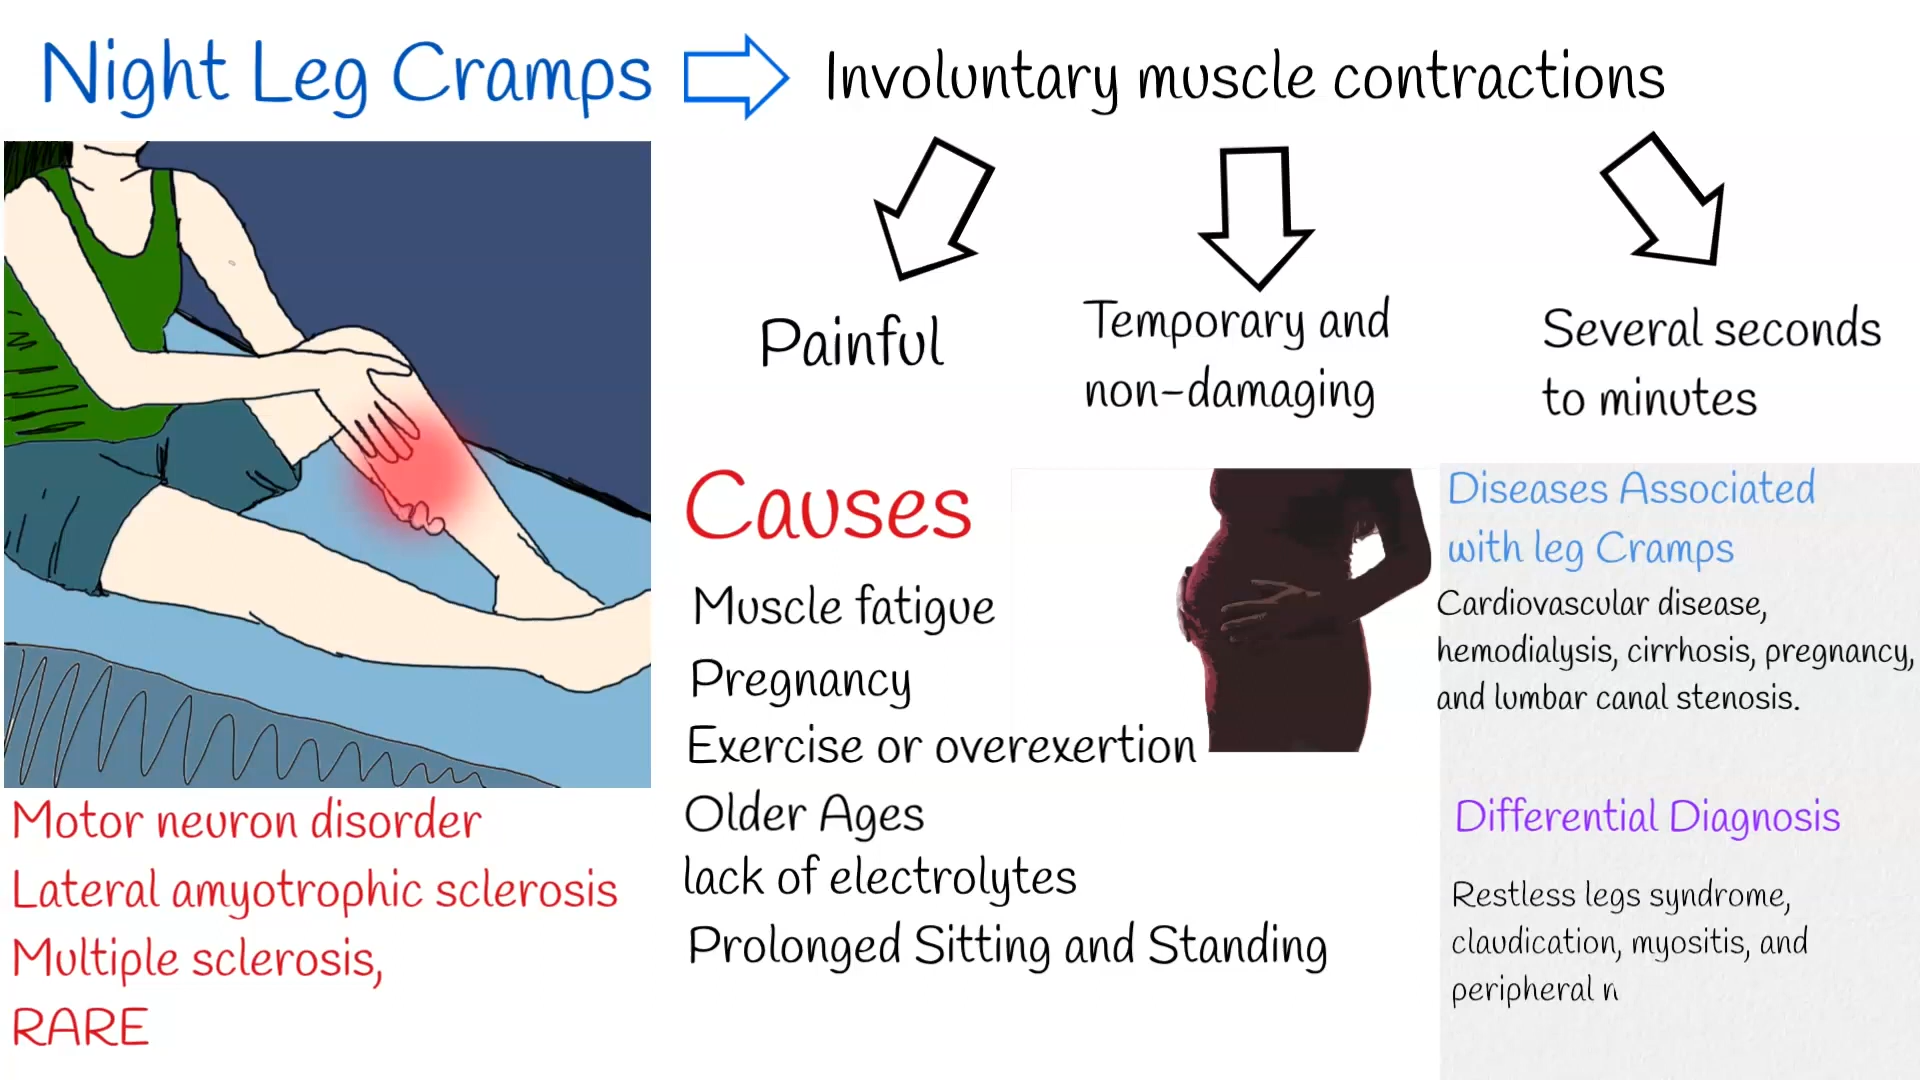 Night Leg Cramps
Involuntary muscle contractions
Painful
Temporary and
non-damaging
Several seconds
to minutes
Causes
Muscle fatigue
Pregnancy
Exercise or overexertion
Older Ages
lack of electrolytes
Prolonged Sitting and Standing
Diseases Associated
with leg Cramps
Cardiovascular disease,
hemodialysis, cirrhosis, pregnancy,
and lumbar canal stenosis.
Differential Diagnosis
Restless legs syndrome,
claudication, myositis, and
peripheral n
Motor neuron disorder
Lateral amyotrophic sclerosis
Multiple sclerosis,
RARE